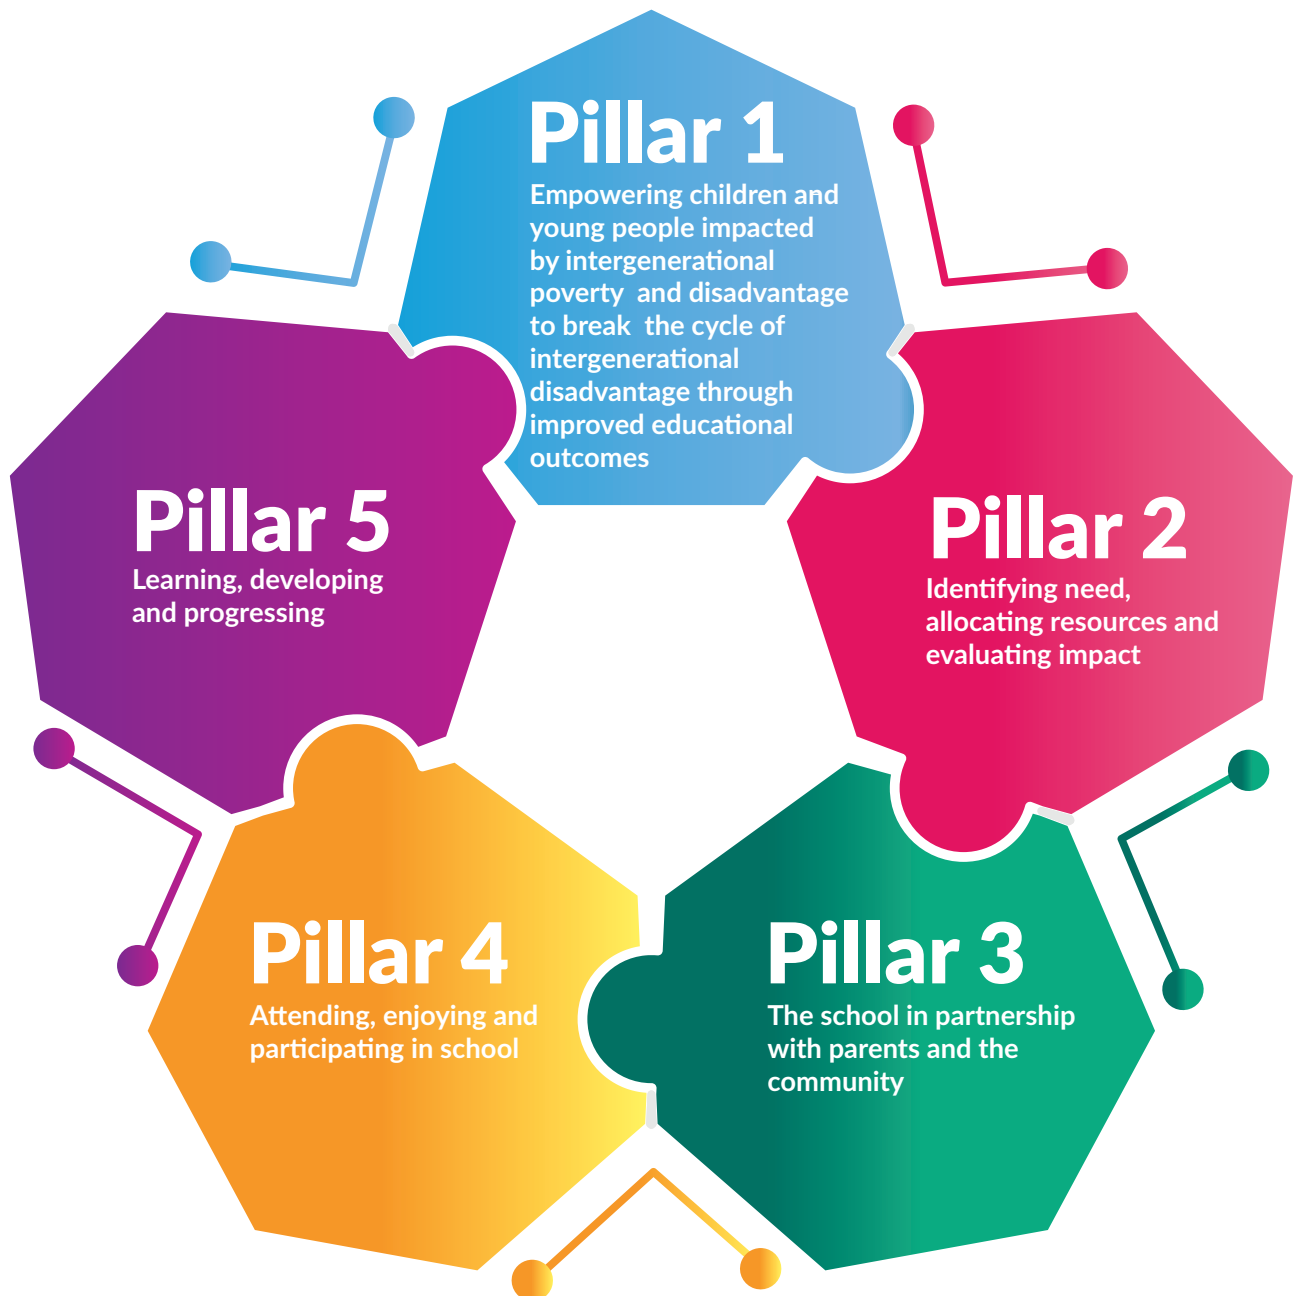 Pillar 1
Empowering children and
young people impacted
by intergenerational
poverty  and disadvantage
to break  the cycle of
intergenerational
disadvantage through
improved educational
outcomes
Pillar 2
Identifying need,
allocating resources and
evaluating impact
Pillar 3
The school in partnership
with parents and the
community
Pillar 4
Attending, enjoying and
participating in school
Pillar 5
Learning, developing
and progressing